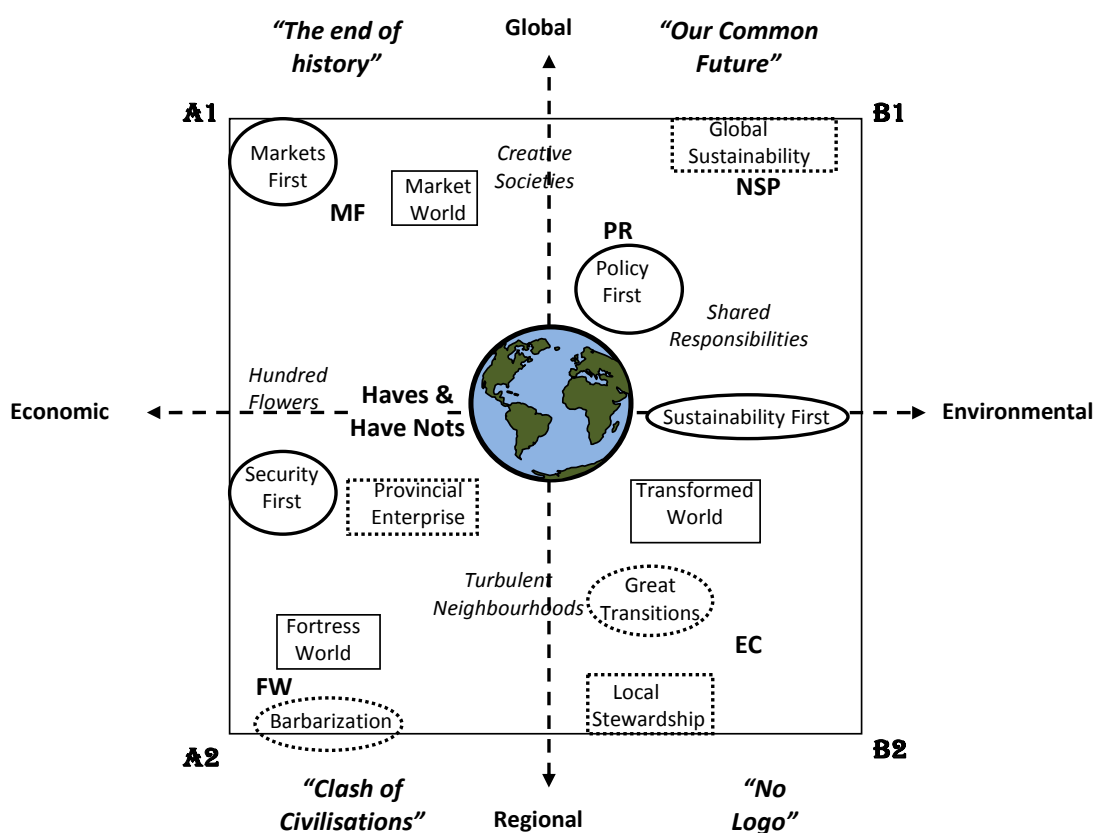 “The end of
history”
Global
“Our Common
Future”
A1
B1
Markets
First
MF
Market
World
Creative
Societies
Global
Sustainability
NSP
PR
Policy
First
Shared
Responsibilities
Hundred
Flowers
Economic
Haves &
Have Nots
Sustainability First
Environmental
Security
First
Provincial
Enterprise
Transformed
World
Turbulent
Neighbourhoods
Great
Transitions
Fortress
World
EC
FW
Barbarization
Local
Stewardship
A2
B2
“Clash of
Civilisations”
Regional
“No
Logo”